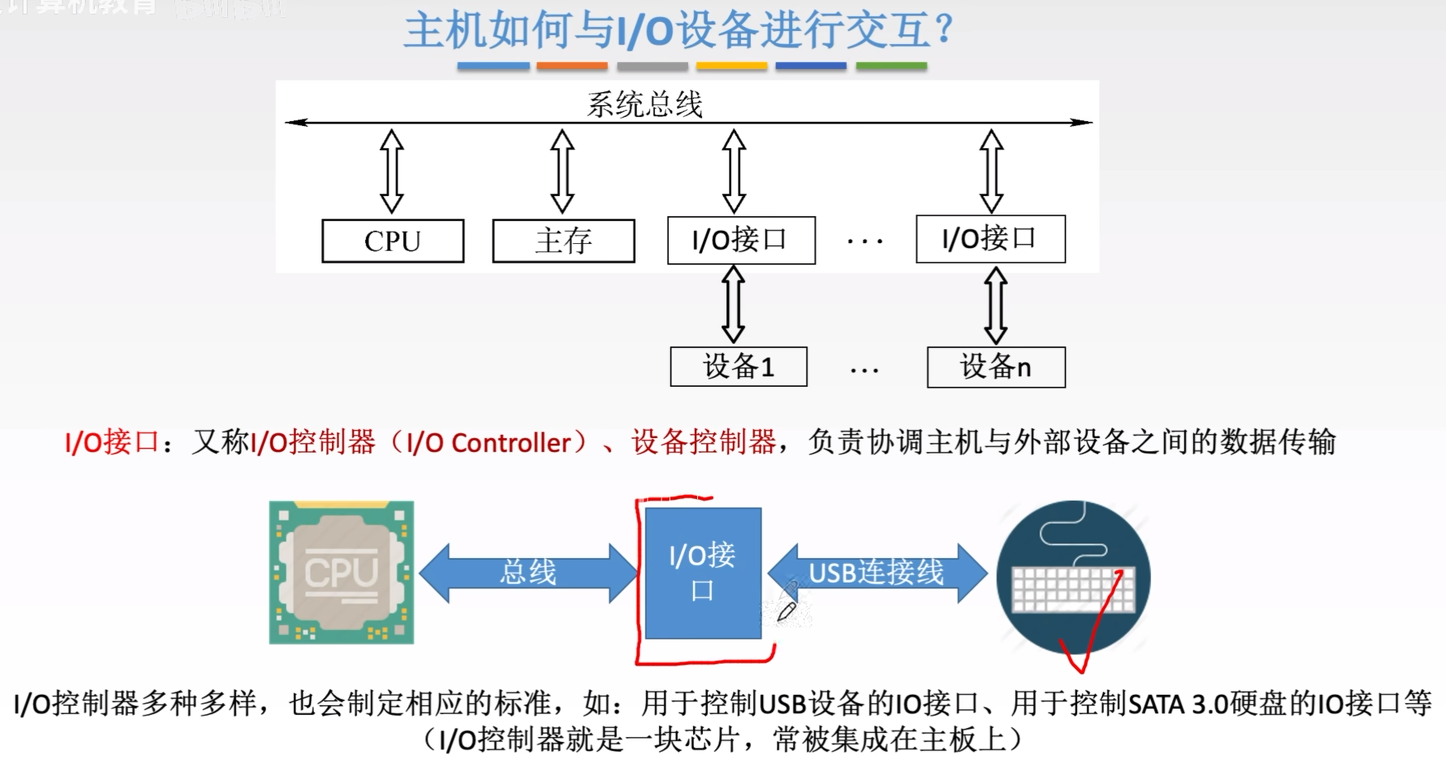 计算机教育
主机如何与I/O设备进行交互？
系统总线
CPU 主存 I/O接口 … I/O接口
设备1 … 设备n
I/O接口：又称I/O控制器（I/O Controller）、设备控制器，负责协调主机与外部设备之间的数据传输
CPU 总线 I/O接 USB连接线
口
I/O控制器多种多样，也会制定相应的标准，如：用于控制USB设备的IO接口、用于控制SATA 3.0硬盘的IO接口等
（I/O控制器就是一块芯片，常被集成在主板上）